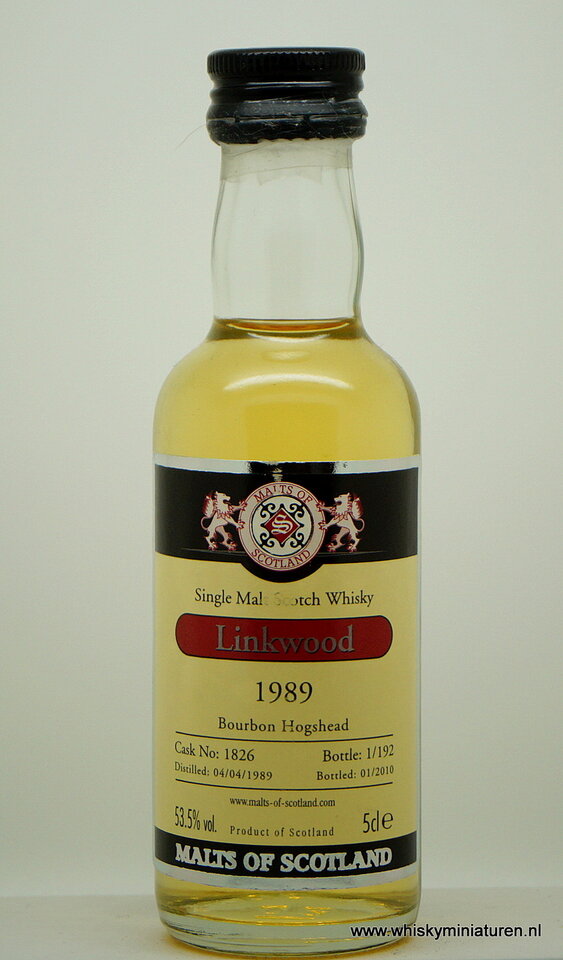 MALTS OF
S
SCOTLAND
Single Malt Scotch Whisky
Linkwood
1989
Bourbon Hogshead
Cask No: 1826 Bottle: 1/192
Distilled: 04/04/1989 Bottled: 01/2010
www.malts-of-scotland.com
53.5% vol. Product of Scotland 5cl e
MALTS OF SCOTLAND
www.whiskyminiaturen.nl